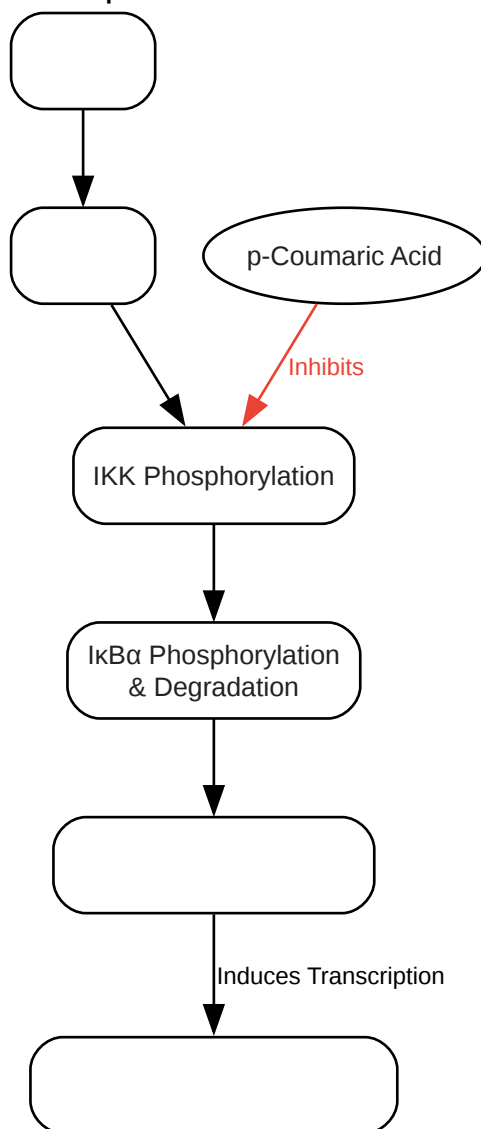 p-Coumaric Acid
Inhibits
IKK Phosphorylation
IκBα Phosphorylation
& Degradation
Induces Transcription